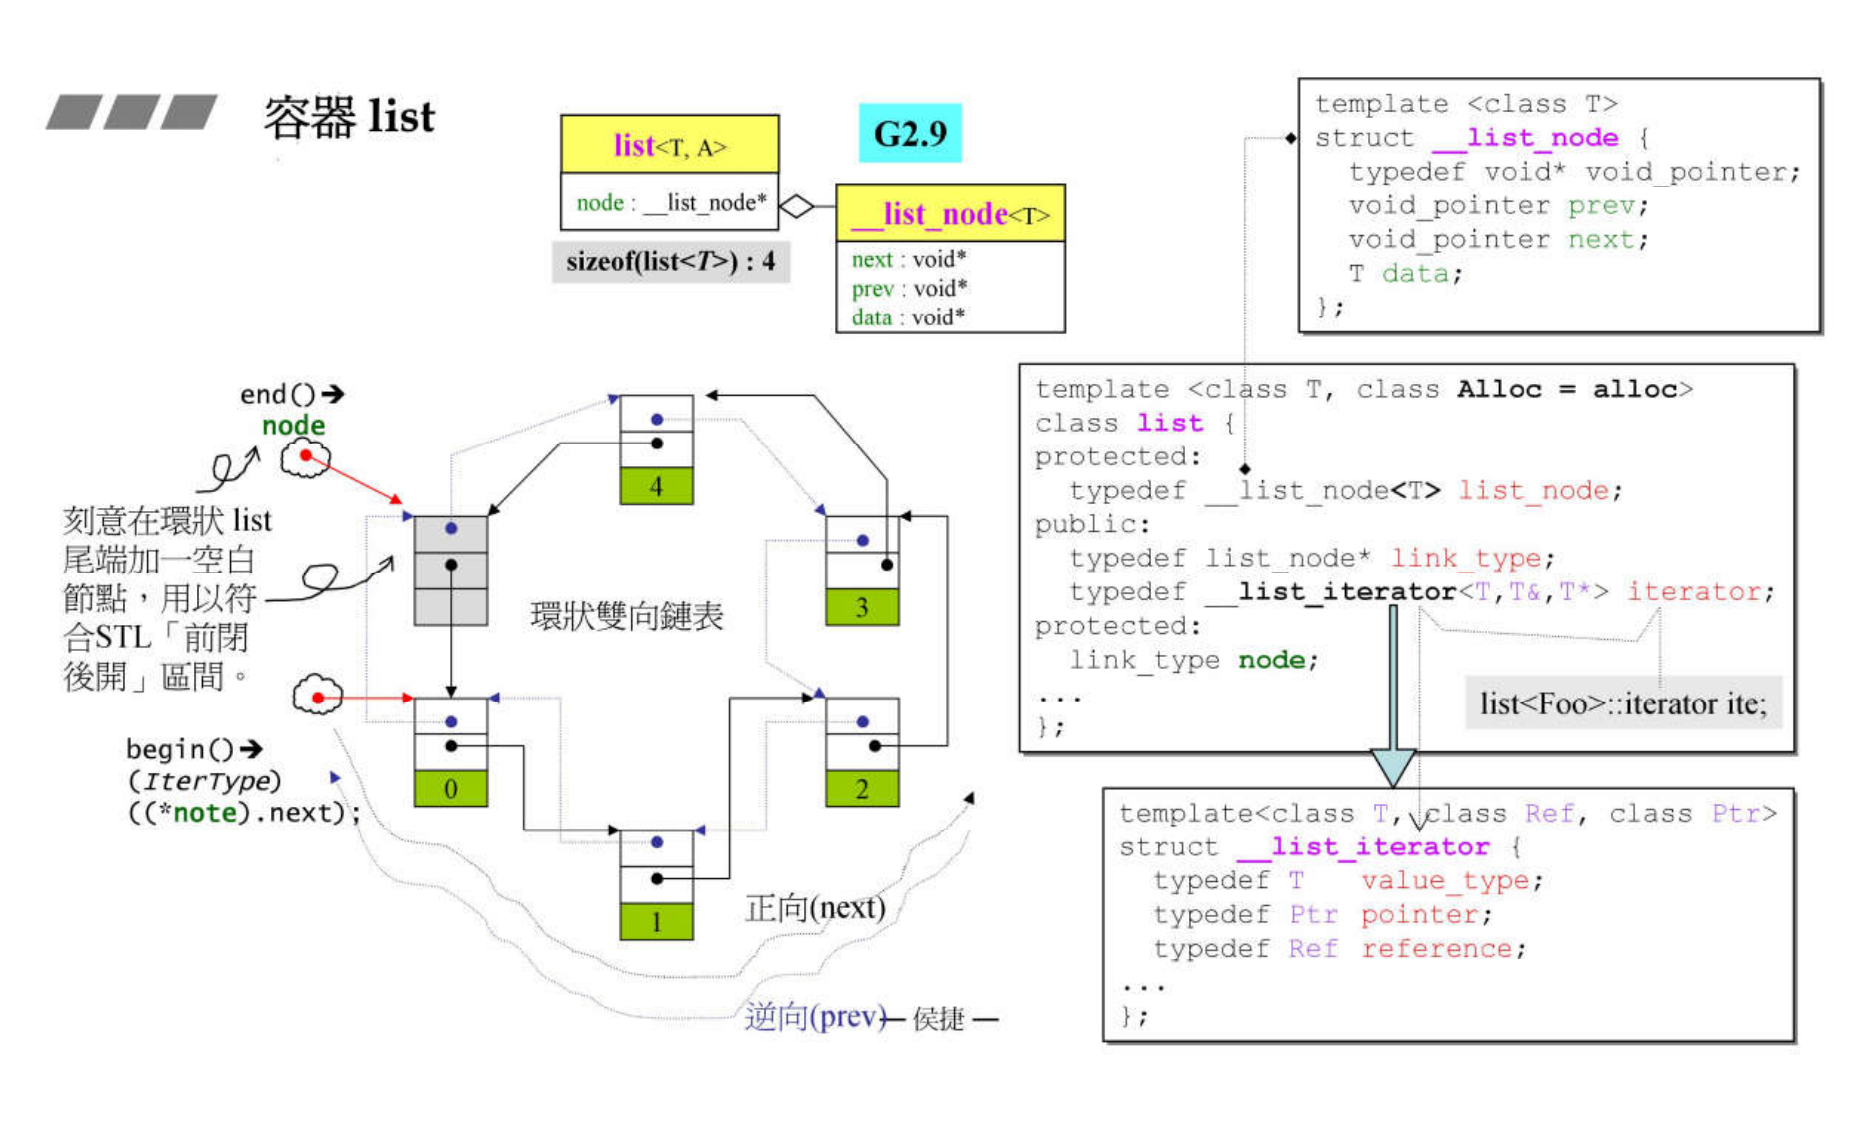 容器 list
list<T, A>
node : __list_node*
sizeof(list<T>) : 4
G2.9
__list_node<T>
next : void*
prev : void*
data : void*
template <class T>
struct __list_node {
typedef void* void_pointer;
void_pointer prev;
void_pointer next;
T data;
};
end()➔
node
刻意在環狀 list
尾端加一空白
節點，用以符
合STL「前閉
後開」區間。
begin()➔
(IterType)
((*note).next);
4
3
環狀雙向鏈表
0
2
1
正向(next)
逆向(prev)
— 侯捷 —
template <class T, class Alloc = alloc>
class list {
protected:
typedef __list_node<T> list_node;
public:
typedef list_node* link_type;
typedef __list_iterator<T,T&,T*> iterator;
protected:
link_type node;
...
};
list<Foo>::iterator ite;
template<class T, class Ref, class Ptr>
struct __list_iterator {
typedef T value_type;
typedef Ptr pointer;
typedef Ref reference;
...
};